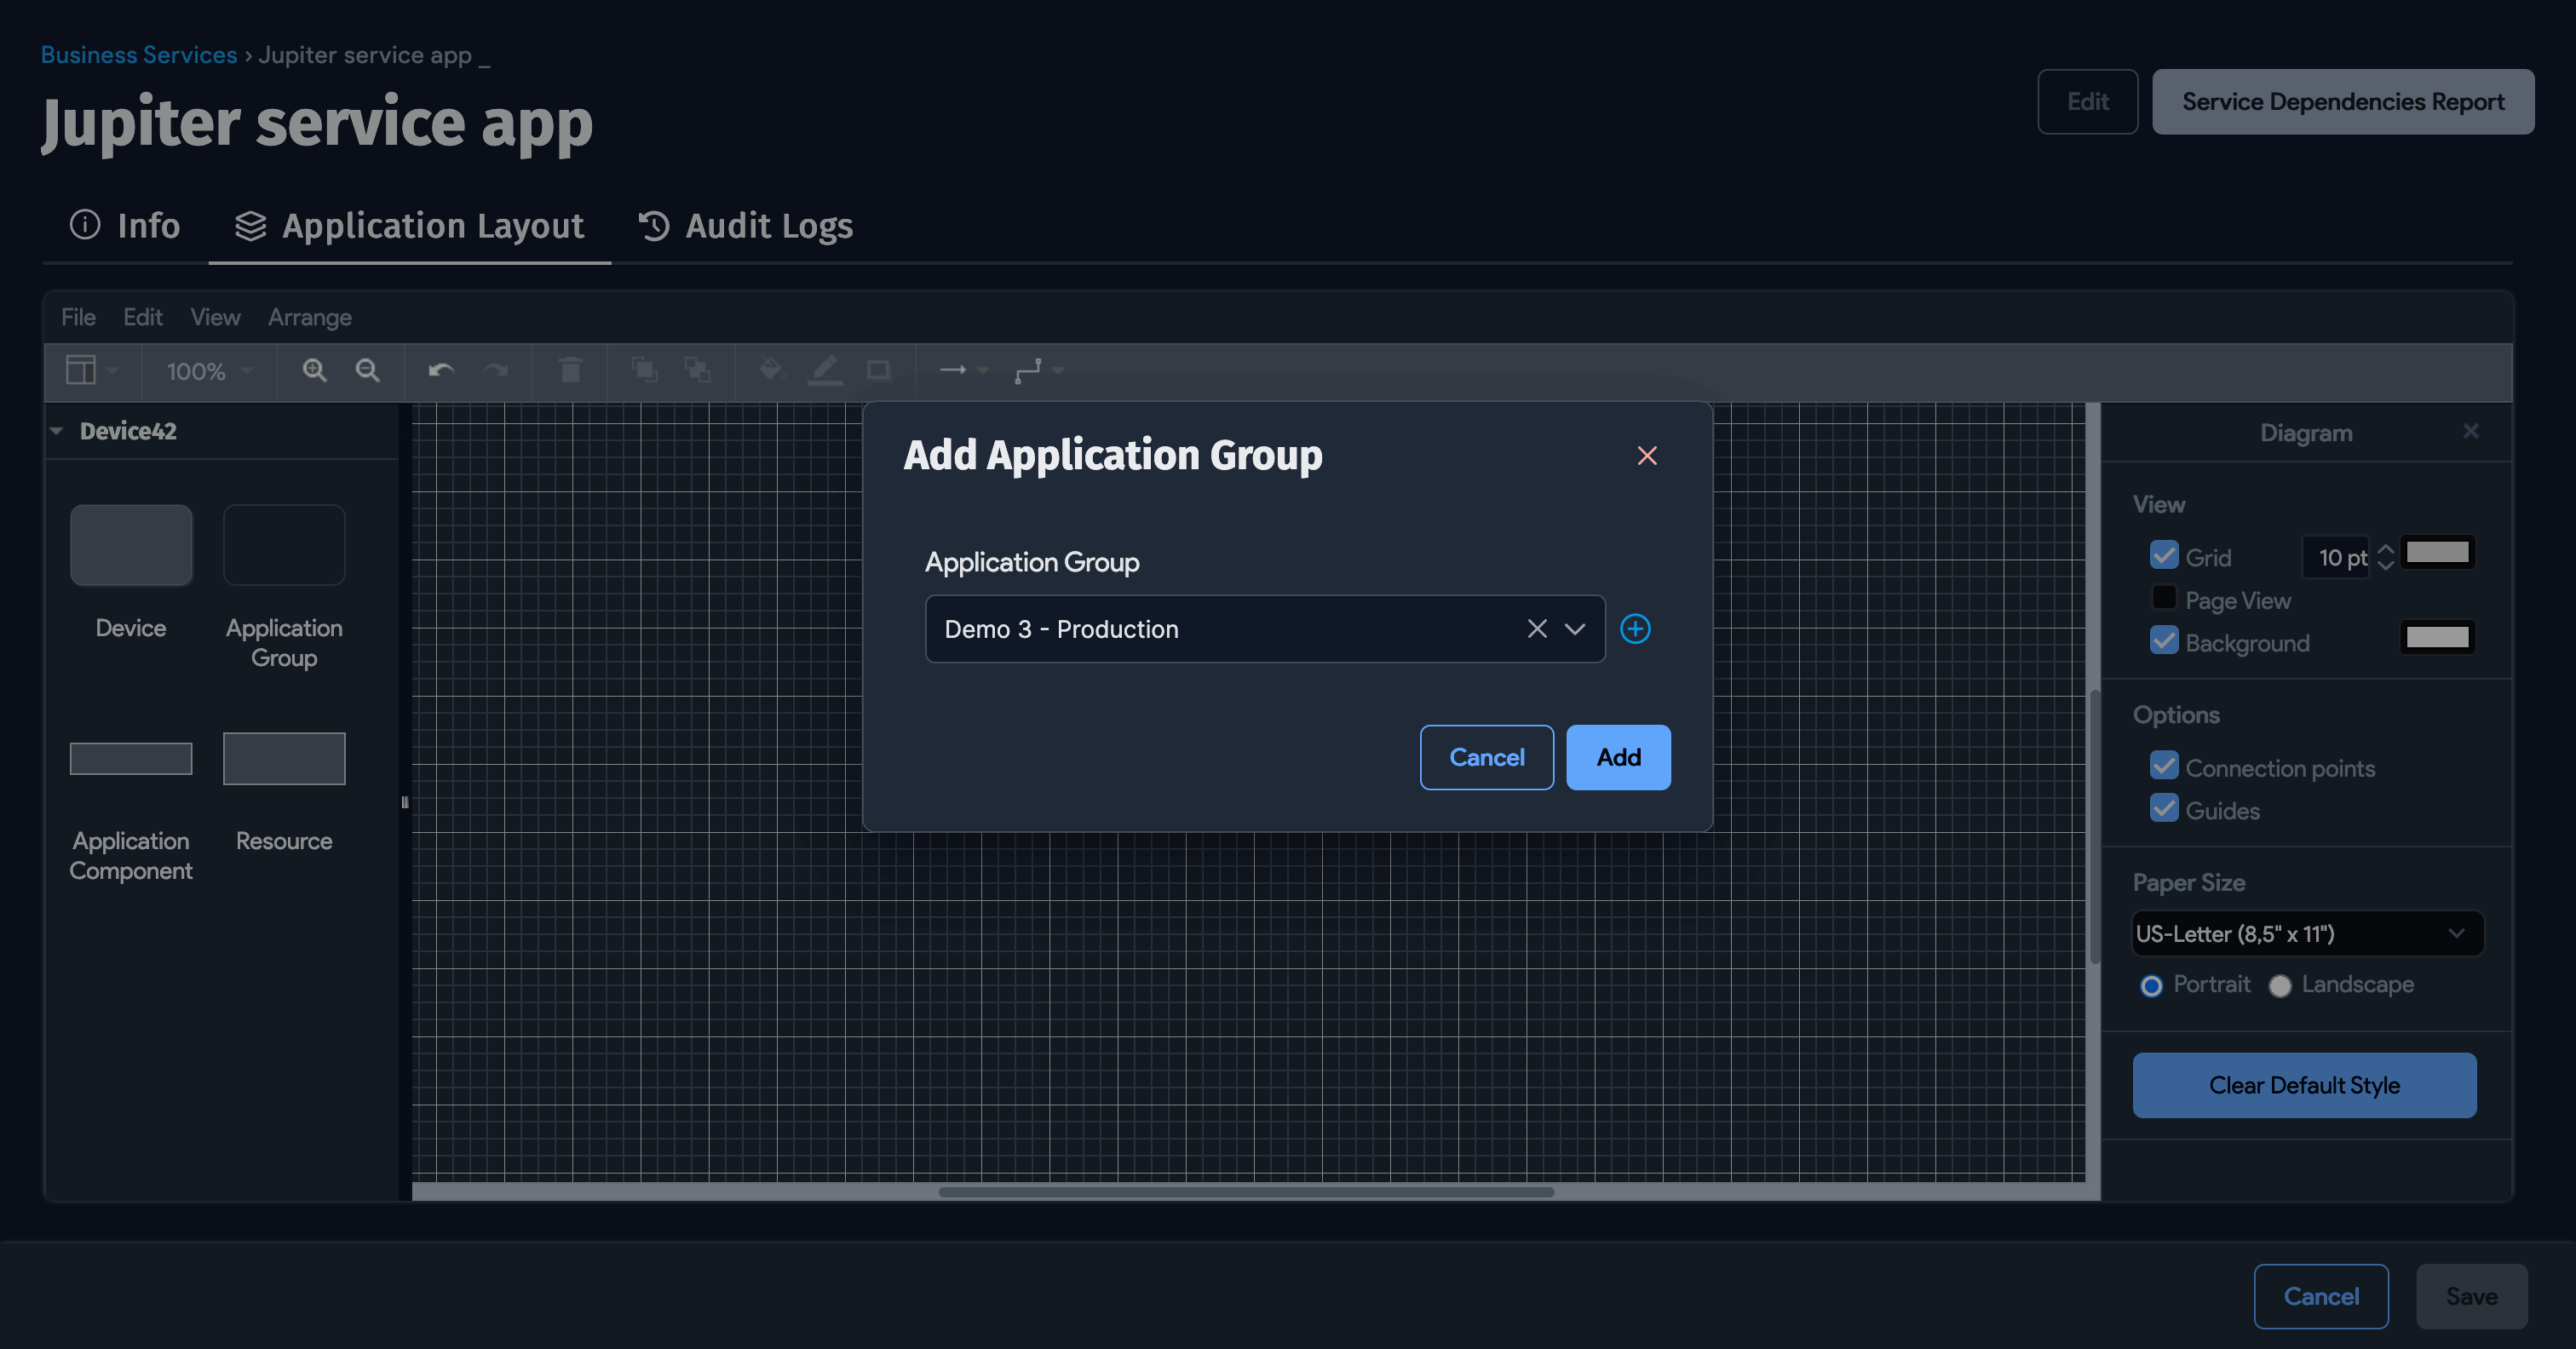 Business Services › Jupiter service app _
Jupiter service app
Edit
Service Dependencies Report
Info
Application Layout
Audit Logs
File Edit View Arrange
100%
Device42
Device
Application
Group
Application
Component
Resource
Add Application Group
Application Group
Demo 3 - Production
Cancel
Add
Diagram
View
Grid
10 pt
Page View
Background
Options
Connection points
Guides
Paper Size
US-Letter (8,5" x 11")
Portrait
Landscape
Clear Default Style
Cancel
Save